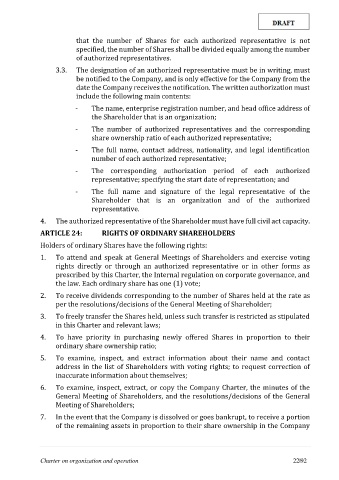 DRAFT
that the number of Shares for each authorized representative is not
specified, the number of Shares shall be divided equally among the number
of authorized representatives.
3.3. The designation of an authorized representative must be in writing, must
be notified to the Company, and is only effective for the Company from the
date the Company receives the notification. The written authorization must
include the following main contents:
- The name, enterprise registration number, and head office address of
the Shareholder that is an organization;
- The number of authorized representatives and the corresponding
share ownership ratio of each authorized representative;
- The full name, contact address, nationality, and legal identification
number of each authorized representative;
- The corresponding authorization period of each authorized
representative; specifying the start date of representation; and
- The full name and signature of the legal representative of the
Shareholder that is an organization and of the authorized
representative.
4. The authorized representative of the Shareholder must have full civil act capacity.
ARTICLE 24: RIGHTS OF ORDINARY SHAREHOLDERS
Holders of ordinary Shares have the following rights:
1. To attend and speak at General Meetings of Shareholders and exercise voting
rights directly or through an authorized representative or in other forms as
prescribed by this Charter, the Internal regulation on corporate governance, and
the law. Each ordinary share has one (1) vote;
2. To receive dividends corresponding to the number of Shares held at the rate as
per the resolutions/decisions of the General Meeting of Shareholder;
3. To freely transfer the Shares held, unless such transfer is restricted as stipulated
in this Charter and relevant laws;
4. To have priority in purchasing newly offered Shares in proportion to their
ordinary share ownership ratio;
5. To examine, inspect, and extract information about their name and contact
address in the list of Shareholders with voting rights; to request correction of
inaccurate information about themselves;
6. To examine, inspect, extract, or copy the Company Charter, the minutes of the
General Meeting of Shareholders, and the resolutions/decisions of the General
Meeting of Shareholders;
7. In the event that the Company is dissolved or goes bankrupt, to receive a portion
of the remaining assets in proportion to their share ownership in the Company
Charter on organization and operation 22/92